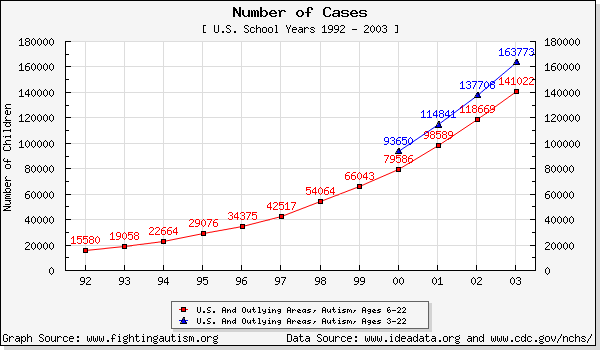 Number of Cases
[ U.S. School Years 1992 - 2003 ]
180000 180000
160000 163773 160000
140000 137708 141022 140000
120000 114841 118669 120000
100000 93650 98589 100000
80000 79586 80000
60000 54064 66043 60000
40000 29076 34375 42517 40000
20000 15580 19058 22664 20000
0 0
Number of Children
92 93 94 95 96 97 98 99 00 01 02 03
U.S. And Outlying Areas, Autism, Ages 6-22
U.S. And Outlying Areas, Autism, Ages 3-22
Graph Source: www.fightingautism.org Data Source: www.ideadata.org and www.cdc.gov/nchs/